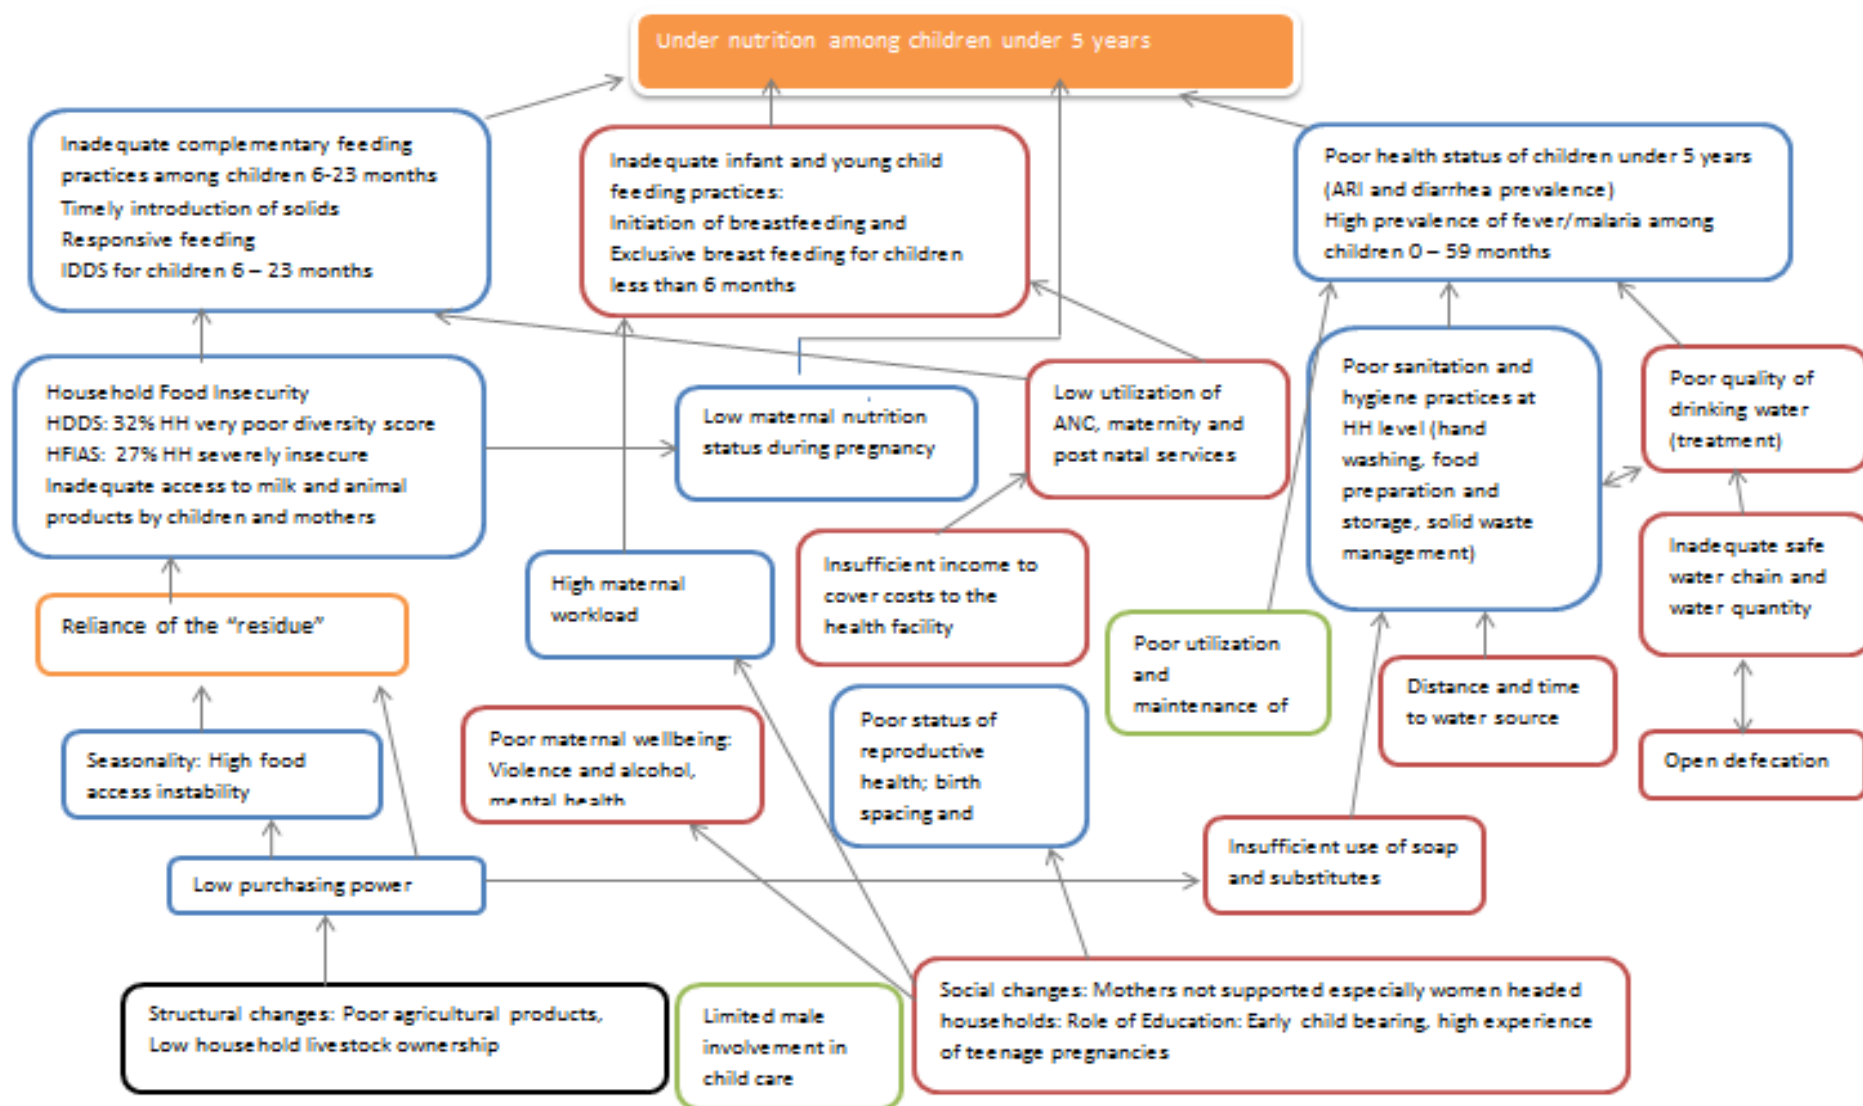 Under nutrition among children under 5 years
Inadequate complementary feeding
practices among children 6-23 months
Timely introduction of solids
Responsive feeding
IDDS for children 6 – 23 months
Inadequate infant and young child
feeding practices:
Initiation of breastfeeding and
Exclusive breast feeding for children
less than 6 months
Poor health status of children under 5 years
(ARI and diarrhea prevalence)
High prevalence of fever/malaria among
children 0 – 59 months
Household Food Insecurity
HDDS: 32% HH very poor diversity score
HFIAS: 27% HH severely insecure
Inadequate access to milk and animal
products by children and mothers
Low maternal nutrition
status during pregnancy
Low utilization of
ANC, maternity and
post natal services
Poor sanitation and
hygiene practices at
HH level (hand
washing, food
preparation and
storage, solid waste
management)
Poor quality of
drinking water
(treatment)
High maternal
workload
Insufficient income to
cover costs to the
health facility
Inadequate safe
water chain and
water quantity
Reliance of the “residue”
Poor utilization
and
maintenance of
Distance and time
to water source
Poor maternal wellbeing:
Violence and alcohol,
mental health
Poor status of
reproductive
health; birth
spacing and
Seasonality: High food
access instability
Open defecation
Low purchasing power
Insufficient use of soap
and substitutes
Structural changes: Poor agricultural products,
Low household livestock ownership
Limited male
involvement in
child care
Social changes: Mothers not supported especially women headed
households: Role of Education: Early child bearing, high experience
of teenage pregnancies